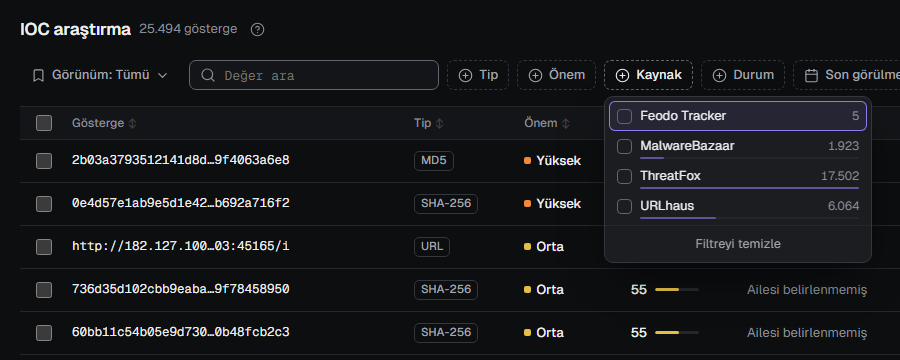 IOC araştırma 25.494 gösterge
Görünüm: Tümü Değer ara Tip Önem Kaynak Durum Son görülme
Gösterge Tip Önem
Feodo Tracker 5
MalwareBazaar 1.923
ThreatFox 17.502
URLhaus 6.064
Filtreyi temizle
2b03a3793512141d8d…9f4063a6e8 MD5 Yüksek
0e4d57e1ab9e5d1e42…b692a716f2 SHA-256 Yüksek
http://182.127.100…03:45165/i URL Orta
736d35d102cbb9eaba…9f78458950 SHA-256 Orta 55 Ailesi belirlenmemiş
60bb11c54b05e9d730…0b48fcb2c3 SHA-256 Orta 55 Ailesi belirlenmemiş